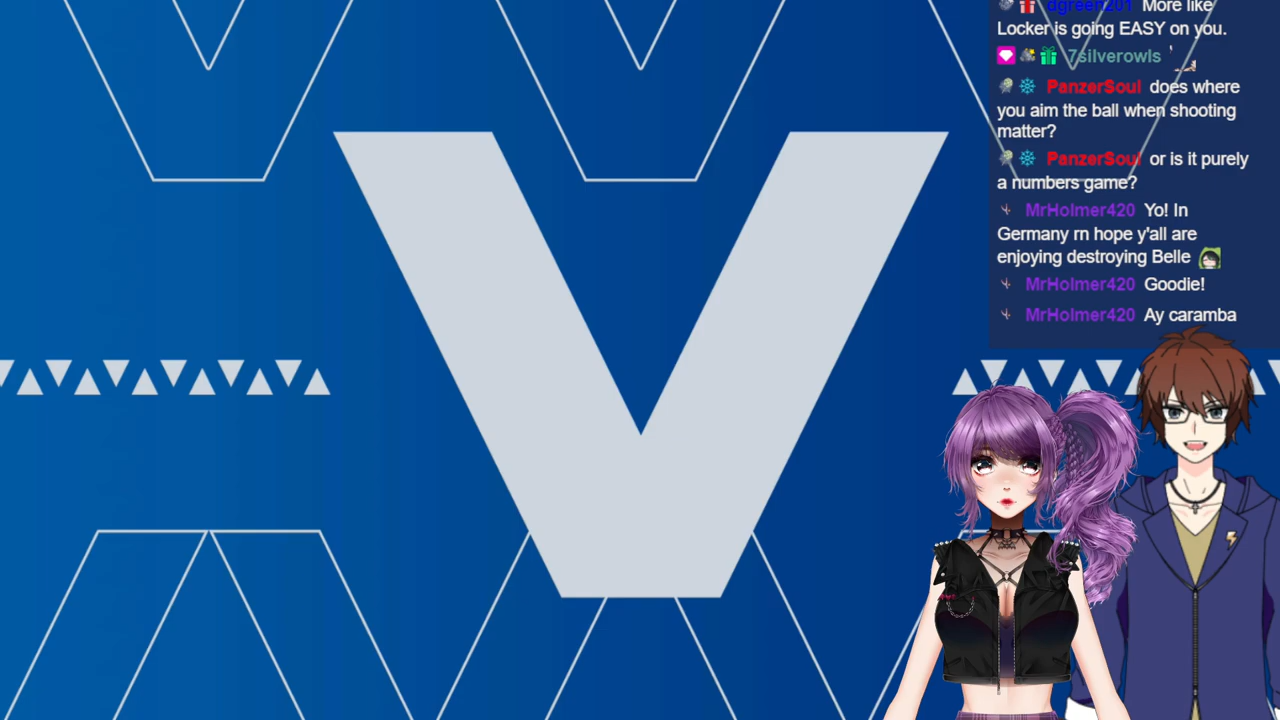 dgreen201 More like
Locker is going EASY on you.
7silverowls
PanzerSoul does where
you aim the ball when shooting
matter?
PanzerSoul or is it purely
a numbers game?
MrHolmer420 Yo! In
Germany rn hope y'all are
enjoying destroying Belle
MrHolmer420 Goodie!
MrHolmer420 Ay caramba
V